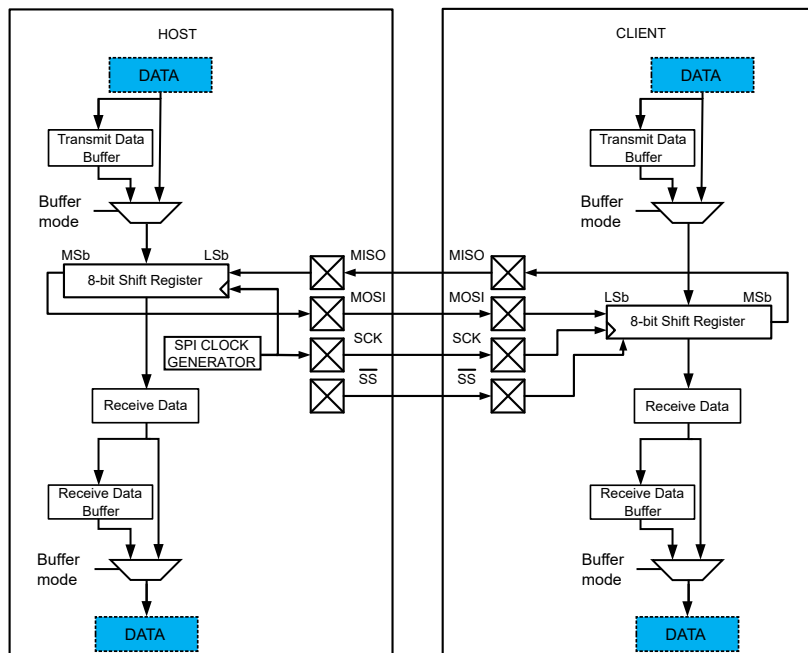 HOST
DATA
Transmit Data
Buffer
Buffer
mode
MSb
LSb
8-bit Shift Register
SPI CLOCK
GENERATOR
Receive Data
Receive Data
Buffer
Buffer
mode
DATA
MISO
MISO
MOSI
MOSI
SCK
SCK
SS
SS
CLIENT
DATA
Transmit Data
Buffer
Buffer
mode
LSb
MSb
8-bit Shift Register
Receive Data
Receive Data
Buffer
Buffer
mode
DATA